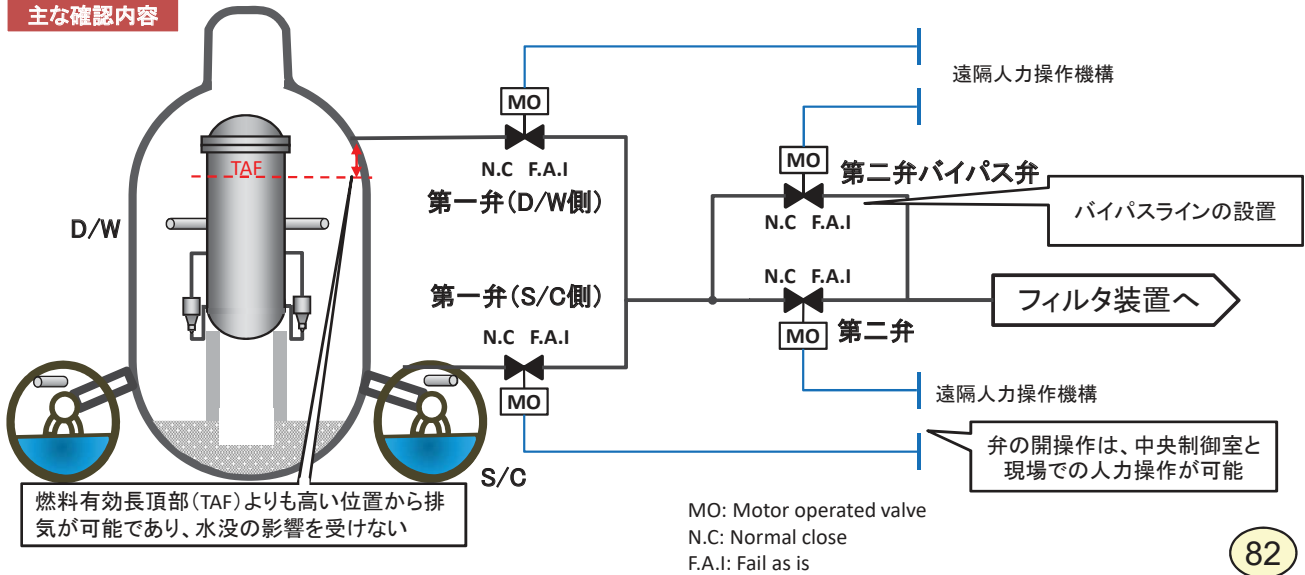 主な確認内容
遠隔人力操作機構
MO
N.C F.A.I
第一弁(D/W側)
MO
第二弁バイパス弁
N.C F.A.I
バイパスラインの設置
TAF
D/W
第一弁(S/C側)
N.C F.A.I
MO
N.C F.A.I
MO
第二弁
フィルタ装置へ
遠隔人力操作機構
弁の開操作は、中央制御室と
現場での人力操作が可能
S/C
燃料有効長頂部(TAF)よりも高い位置から排
気が可能であり、水没の影響を受けない
MO: Motor operated valve
N.C: Normal close
F.A.I: Fail as is
82